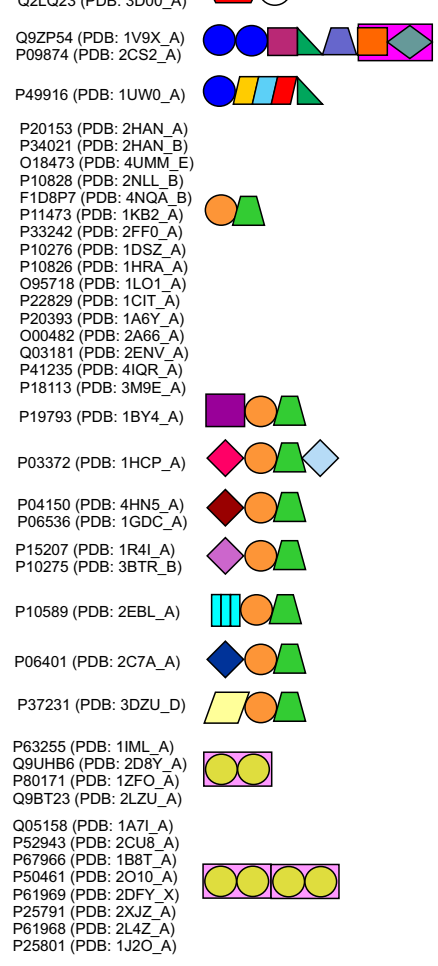 Q2LQ23 (PDB: 3D00_A)
Q9ZP54 (PDB: 1V9X_A)
P09874 (PDB: 2CS2_A)
P49916 (PDB: 1UW0_A)
P20153 (PDB: 2HAN_A)
P34021 (PDB: 2HAN_B)
O18473 (PDB: 4UMM_E)
P10828 (PDB: 2NLL_B)
F1D8P7 (PDB: 4NQA_B)
P11473 (PDB: 1KB2_A)
P33242 (PDB: 2FF0_A)
P10276 (PDB: 1DSZ_A)
P10826 (PDB: 1HRA_A)
O95718 (PDB: 1LO1_A)
P22829 (PDB: 1CIT_A)
P20393 (PDB: 1A6Y_A)
O00482 (PDB: 2A66_A)
Q03181 (PDB: 2ENV_A)
P41235 (PDB: 4IQR_A)
P18113 (PDB: 3M9E_A)
P19793 (PDB: 1BY4_A)
P03372 (PDB: 1HCP_A)
P04150 (PDB: 4HN5_A)
P06536 (PDB: 1GDC_A)
P15207 (PDB: 1R4I_A)
P10275 (PDB: 3BTR_B)
P10589 (PDB: 2EBL_A)
P06401 (PDB: 2C7A_A)
P37231 (PDB: 3DZU_D)
P63255 (PDB: 1IML_A)
Q9UHB6 (PDB: 2D8Y_A)
P80171 (PDB: 1ZFO_A)
Q9BT23 (PDB: 2LZU_A)
Q05158 (PDB: 1A7I_A)
P52943 (PDB: 2CU8_A)
P67966 (PDB: 1B8T_A)
P50461 (PDB: 2O10_A)
P61969 (PDB: 2DFY_X)
P25791 (PDB: 2XJZ_A)
P61968 (PDB: 2L4Z_A)
P25801 (PDB: 1J2O_A)